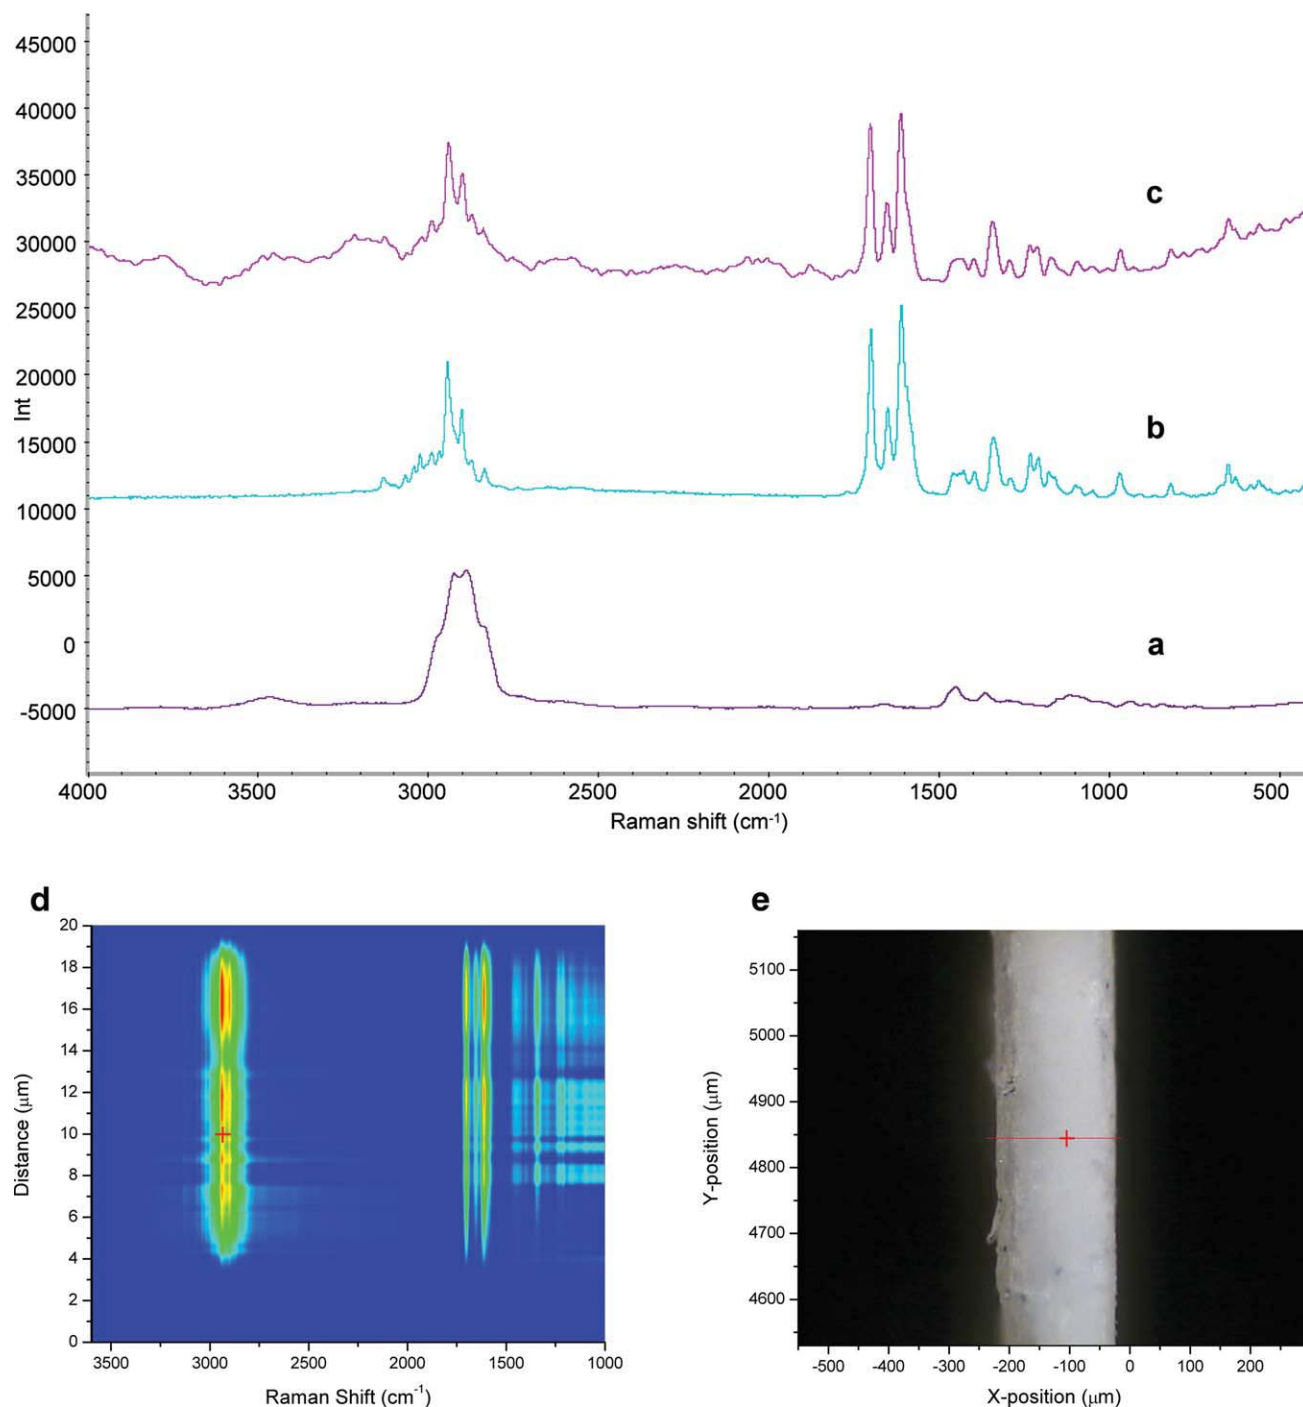 45000
40000
35000
30000
25000
20000
15000
10000
5000
0
-5000
Int
c
b
a
4000 3500 3000 2500 2000 1500 1000 500
Raman shift (cm-1)
d
20
18
16
14
12
10
8
6
4
2
0
Distance (μm)
3500 3000 2500 2000 1500 1000
Raman Shift (cm-1)
e
5100
5000
4900
4800
4700
4600
Y-position (μm)
-500 -400 -300 -200 -100 0 100 200
X-position (μm)